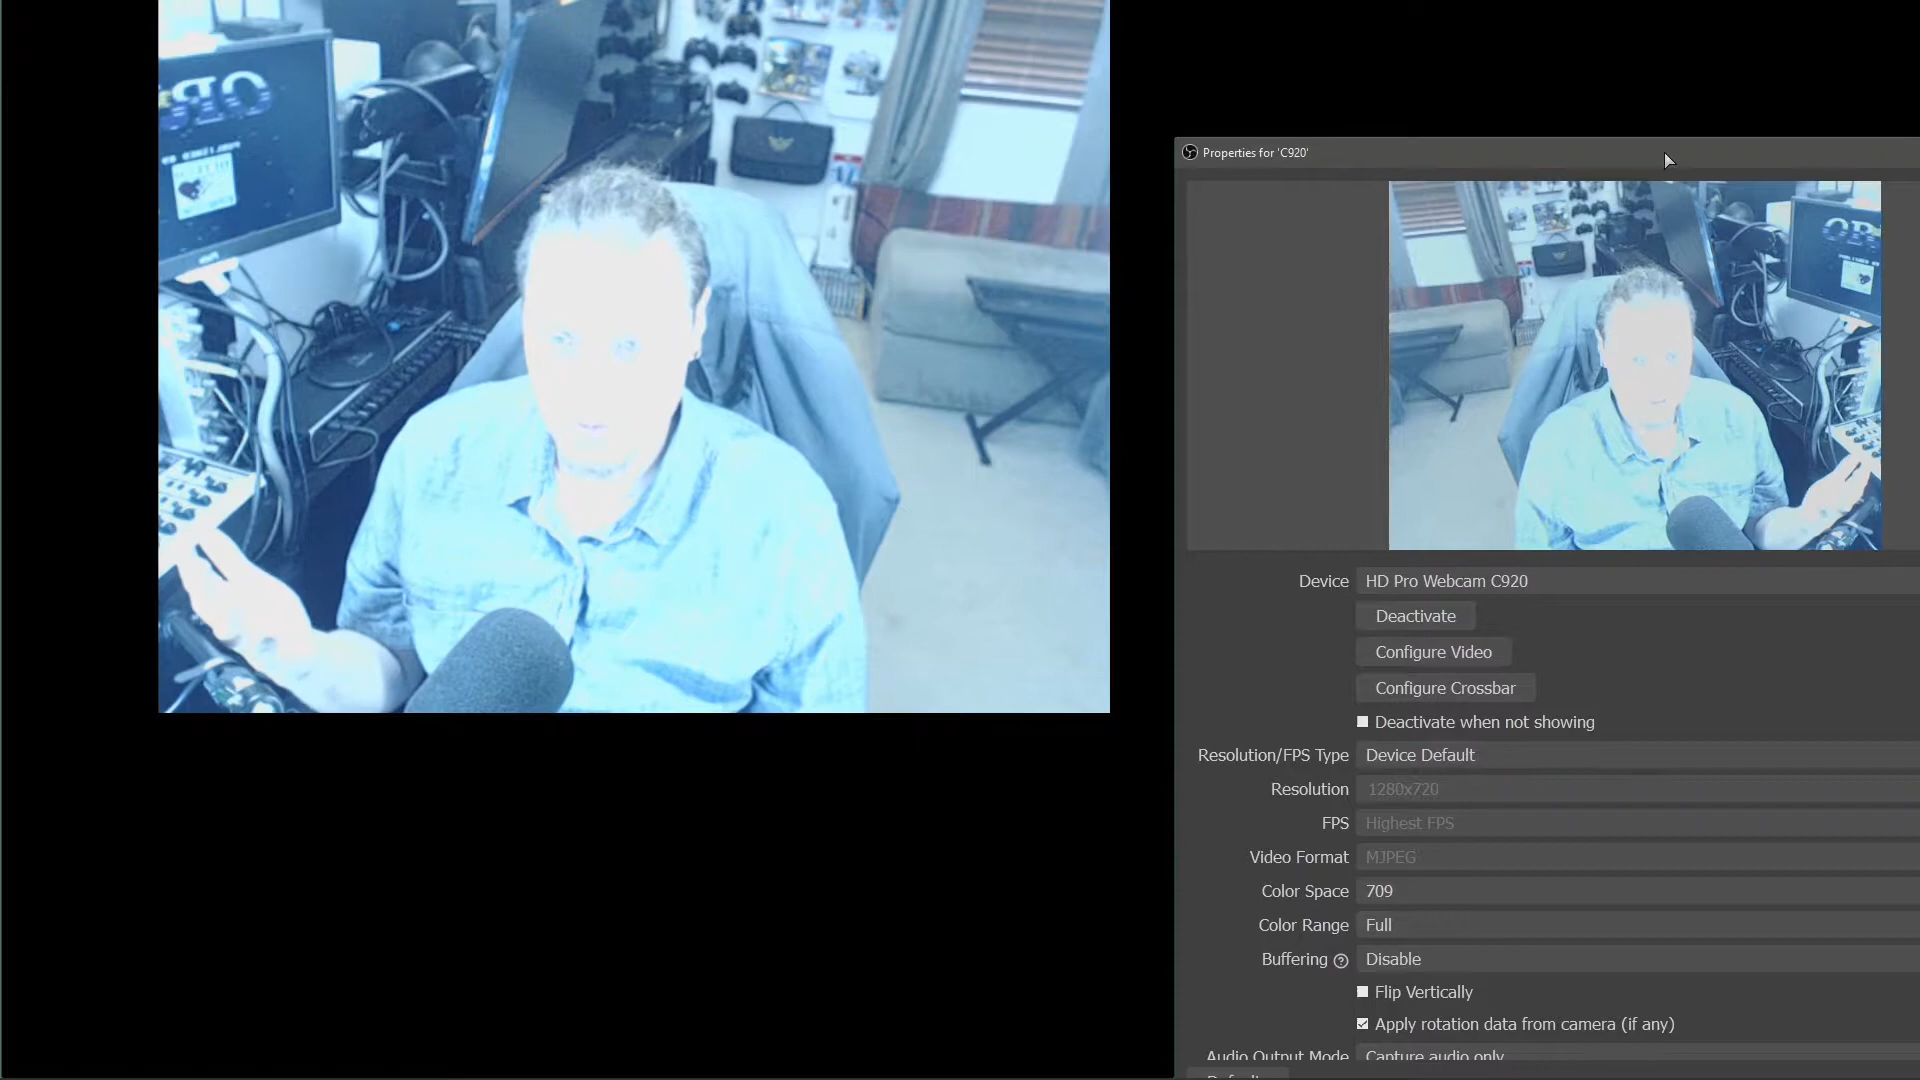 Properties for 'C920'
Device HD Pro Webcam C920
Deactivate
Configure Video
Configure Crossbar
Deactivate when not showing
Resolution/FPS Type Device Default
Resolution 1280x720
FPS Highest FPS
Video Format MJPEG
Color Space 709
Color Range Full
Buffering ? Disable
Flip Vertically
Apply rotation data from camera (if any)
Audio Output Mode Capture audio only